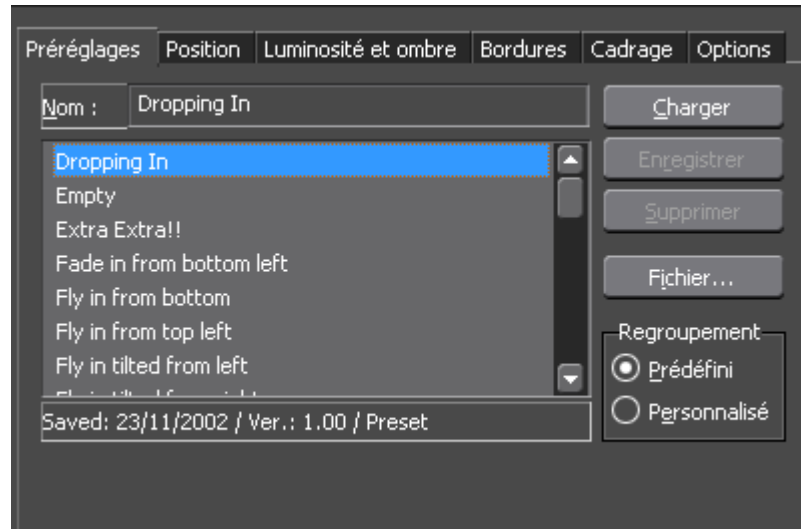 Préréglages Position Luminosité et ombre Bordures Cadrage Options
Nom : Dropping In
Charger
Dropping In
Enregistrer
Empty
Supprimer
Extra Extra!!
Fade in from bottom left
Fichier...
Fly in from bottom
Fly in from top left
Regroupement
Fly in tilted from left
Prédéfini
Personnalisé
Saved: 23/11/2002 / Ver.: 1.00 / Preset